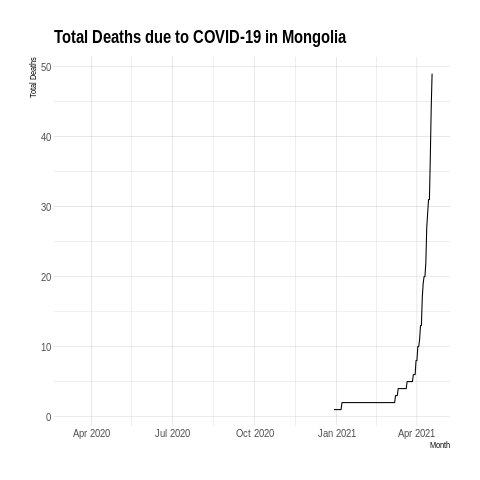 Total Deaths due to COVID-19 in Mongolia
Total Deaths
50
40
30
20
10
0
Apr 2020 Jul 2020 Oct 2020 Jan 2021 Apr 2021
Month